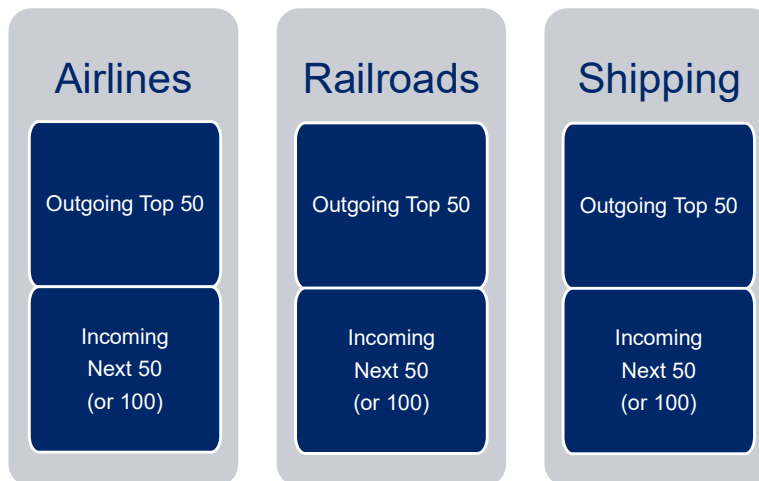 Airlines
Outgoing Top 50
Incoming
Next 50
(or 100)
Railroads
Outgoing Top 50
Incoming
Next 50
(or 100)
Shipping
Outgoing Top 50
Incoming
Next 50
(or 100)